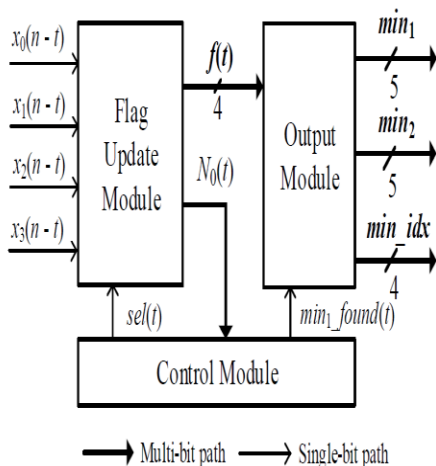 x₀(n - t)
x₁(n - t)
x₂(n - t)
x₃(n - t)
Flag
Update
Module
f(t)
4
N₀(t)
Output
Module
min₁
5
min₂
5
min_idx
4
sel(t)
min₁_found(t)
Control Module
Multi-bit path
Single-bit path